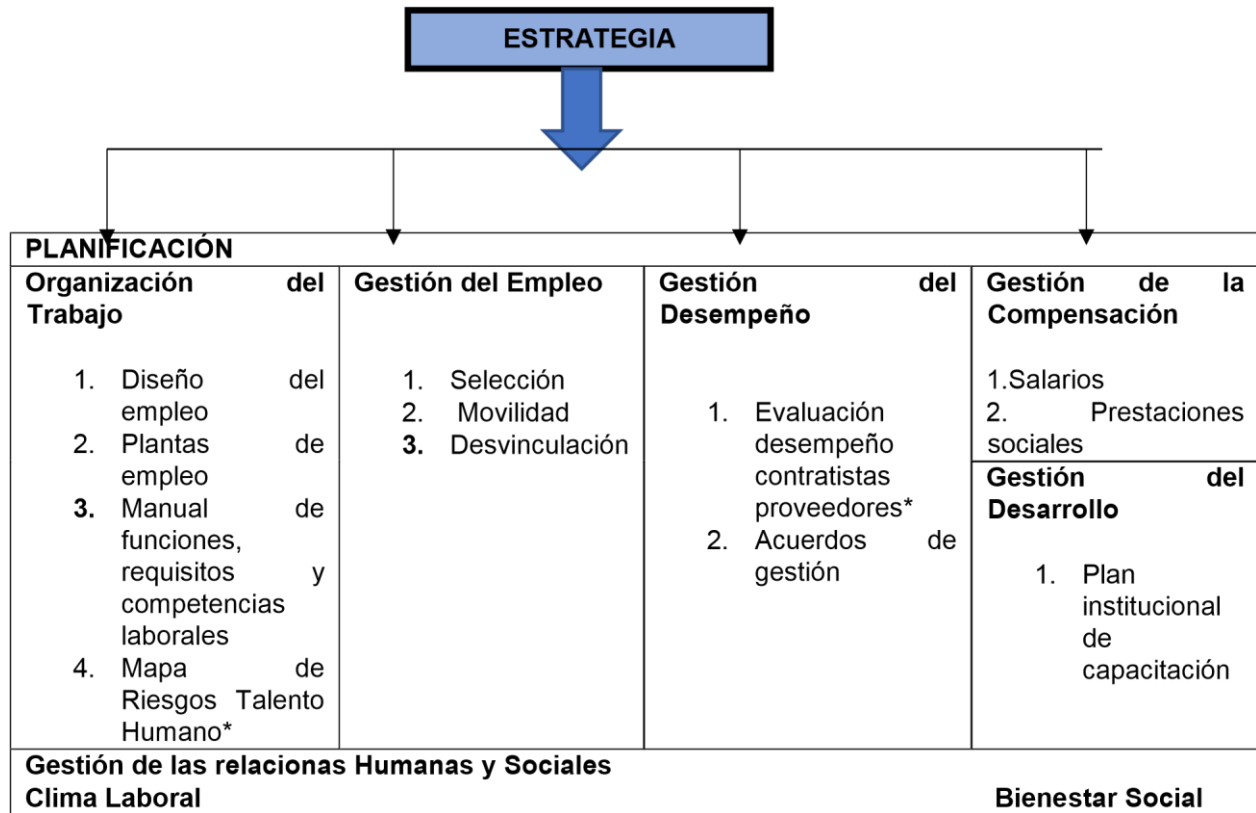 ESTRATEGIA
PLANIFICACIÓN
Organización del
Trabajo
1. Diseño del
empleo
2. Plantas de
empleo
3. Manual de
funciones,
requisitos y
competencias
laborales
4. Mapa de
Riesgos Talento
Humano*
Gestión del Empleo
1. Selección
2. Movilidad
3. Desvinculación
Gestión del
Desempeño
1. Evaluación
desempeño
contratistas
proveedores*
2. Acuerdos de
gestión
Gestión de la
Compensación
1.Salarios
2. Prestaciones
sociales
Gestión del
Desarrollo
1. Plan
institucional
de
capacitación
Gestión de las relacionas Humanas y Sociales
Clima Laboral Bienestar Social